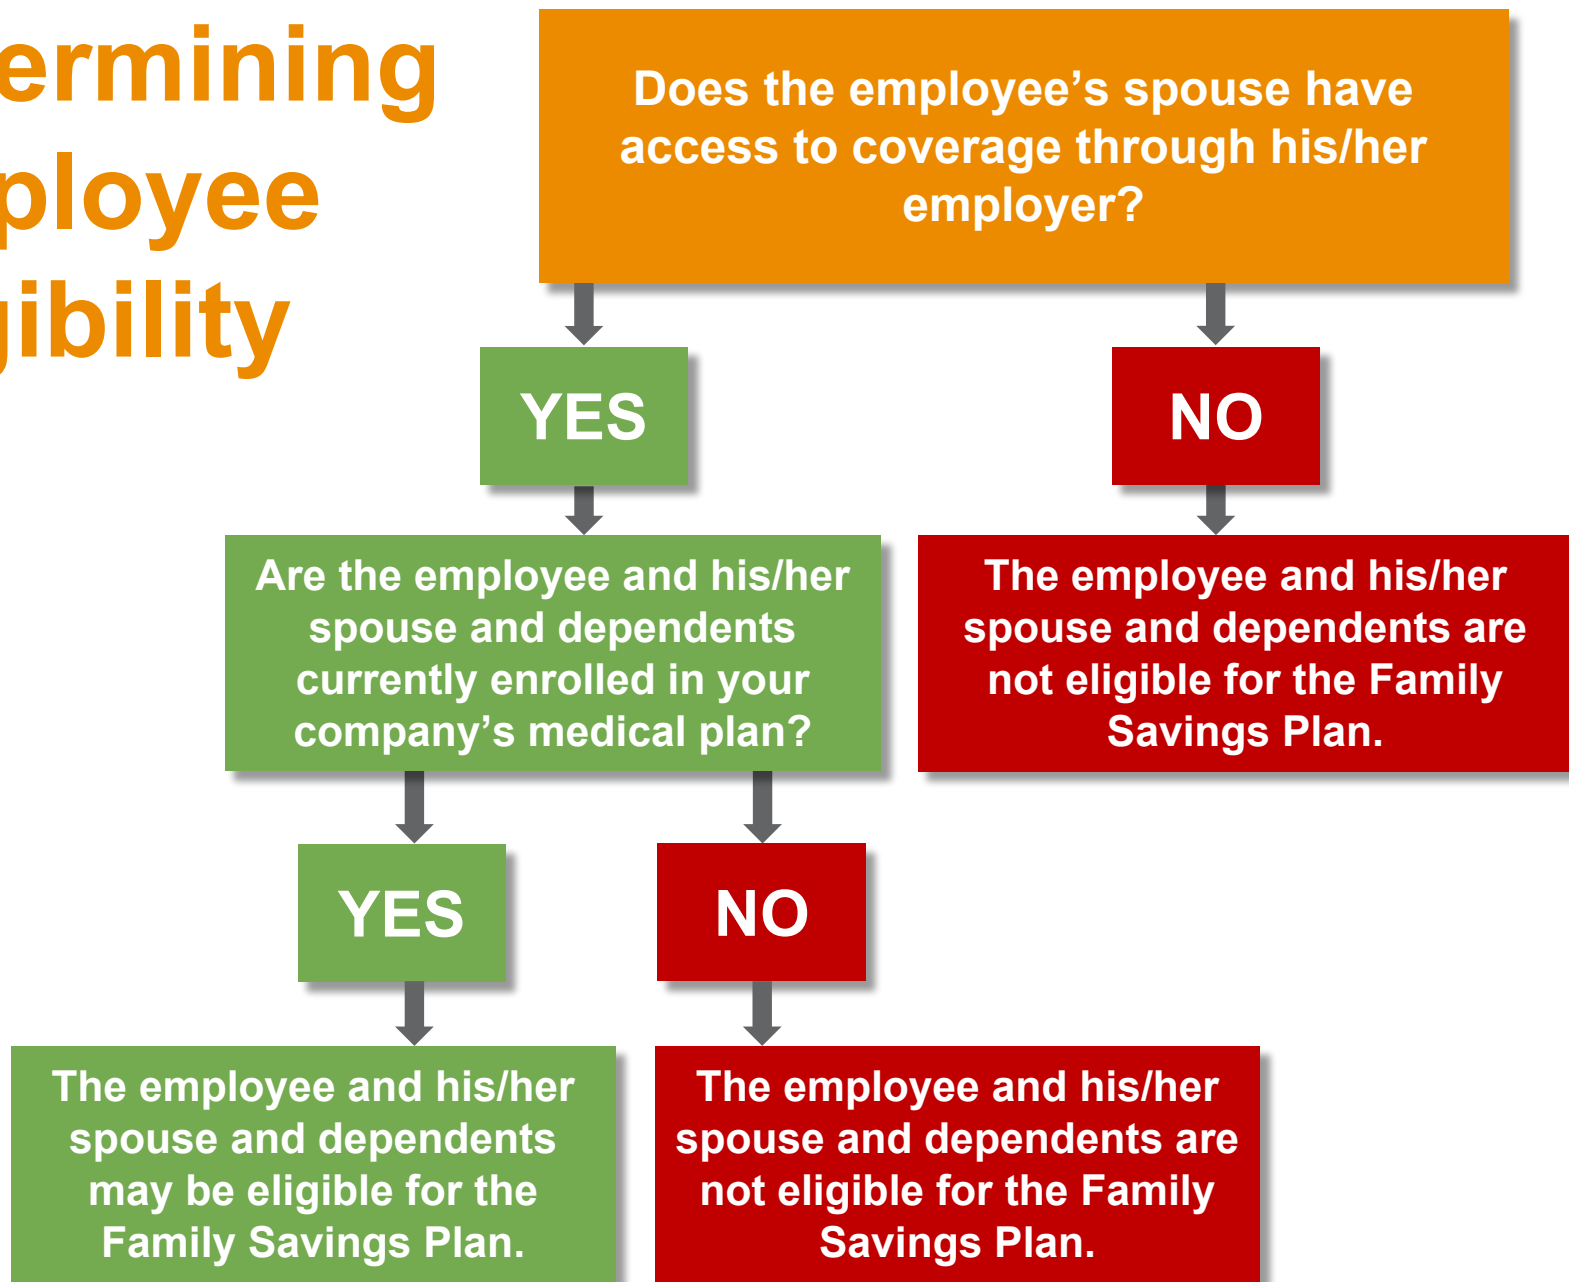 ermining
ployee
gibility
Does the employee’s spouse have
access to coverage through his/her
employer?
YES
NO
Are the employee and his/her
spouse and dependents
currently enrolled in your
company’s medical plan?
The employee and his/her
spouse and dependents are
not eligible for the Family
Savings Plan.
YES
NO
The employee and his/her
spouse and dependents
may be eligible for the
Family Savings Plan.
The employee and his/her
spouse and dependents are
not eligible for the Family
Savings Plan.